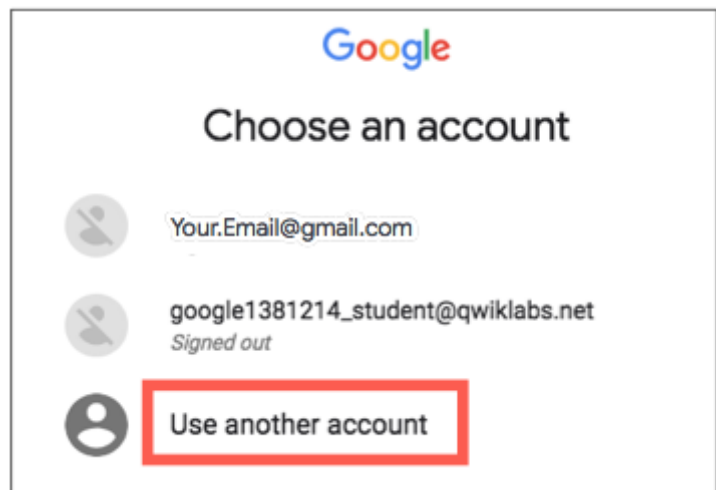 Google
Choose an account
Your.Email@gmail.com
google1381214_student@qwiklabs.net
Signed out
Use another account